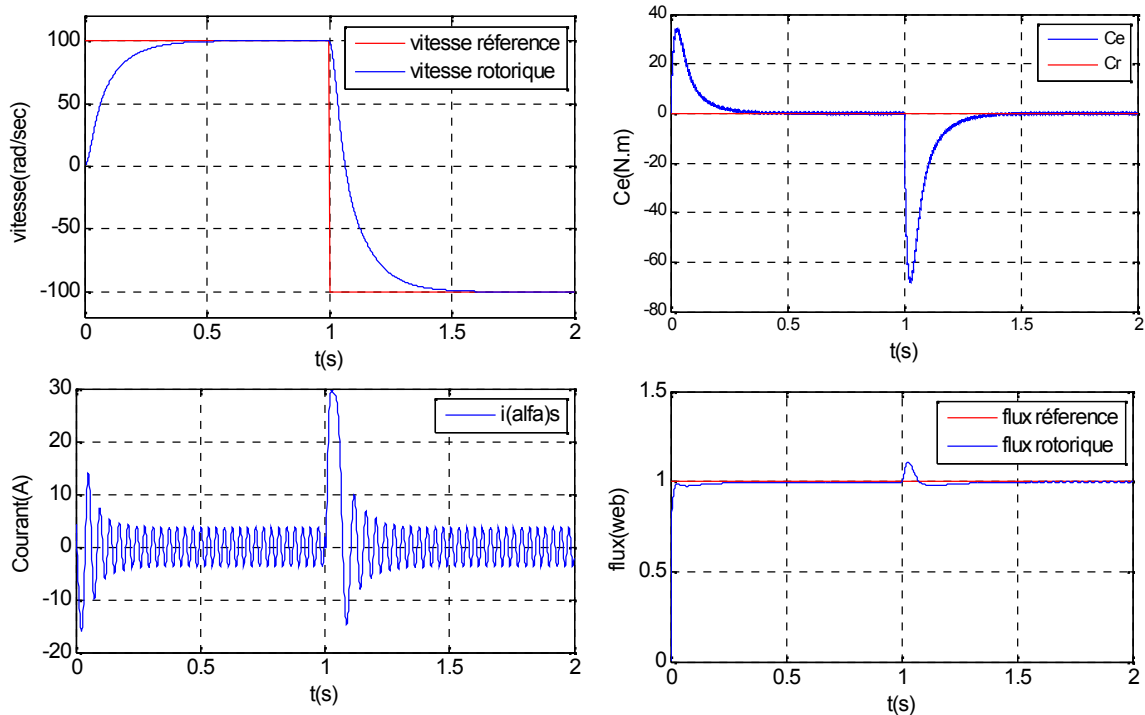 100
50
0
-50
-100
0
0.5
1
1.5
2
vitesse(rad/sec)
t(s)
vitesse réference
vitesse rotorique
40
20
0
-20
-40
-60
-80
0
0.5
1
1.5
2
Ce(N.m)
t(s)
Ce
Cr
30
20
10
0
-10
-20
0
0.5
1
1.5
2
Courant(A)
t(s)
i(alfa)s
1.5
1
0.5
0
0
0.5
1
1.5
2
flux(web)
t(s)
flux réference
flux rotorique